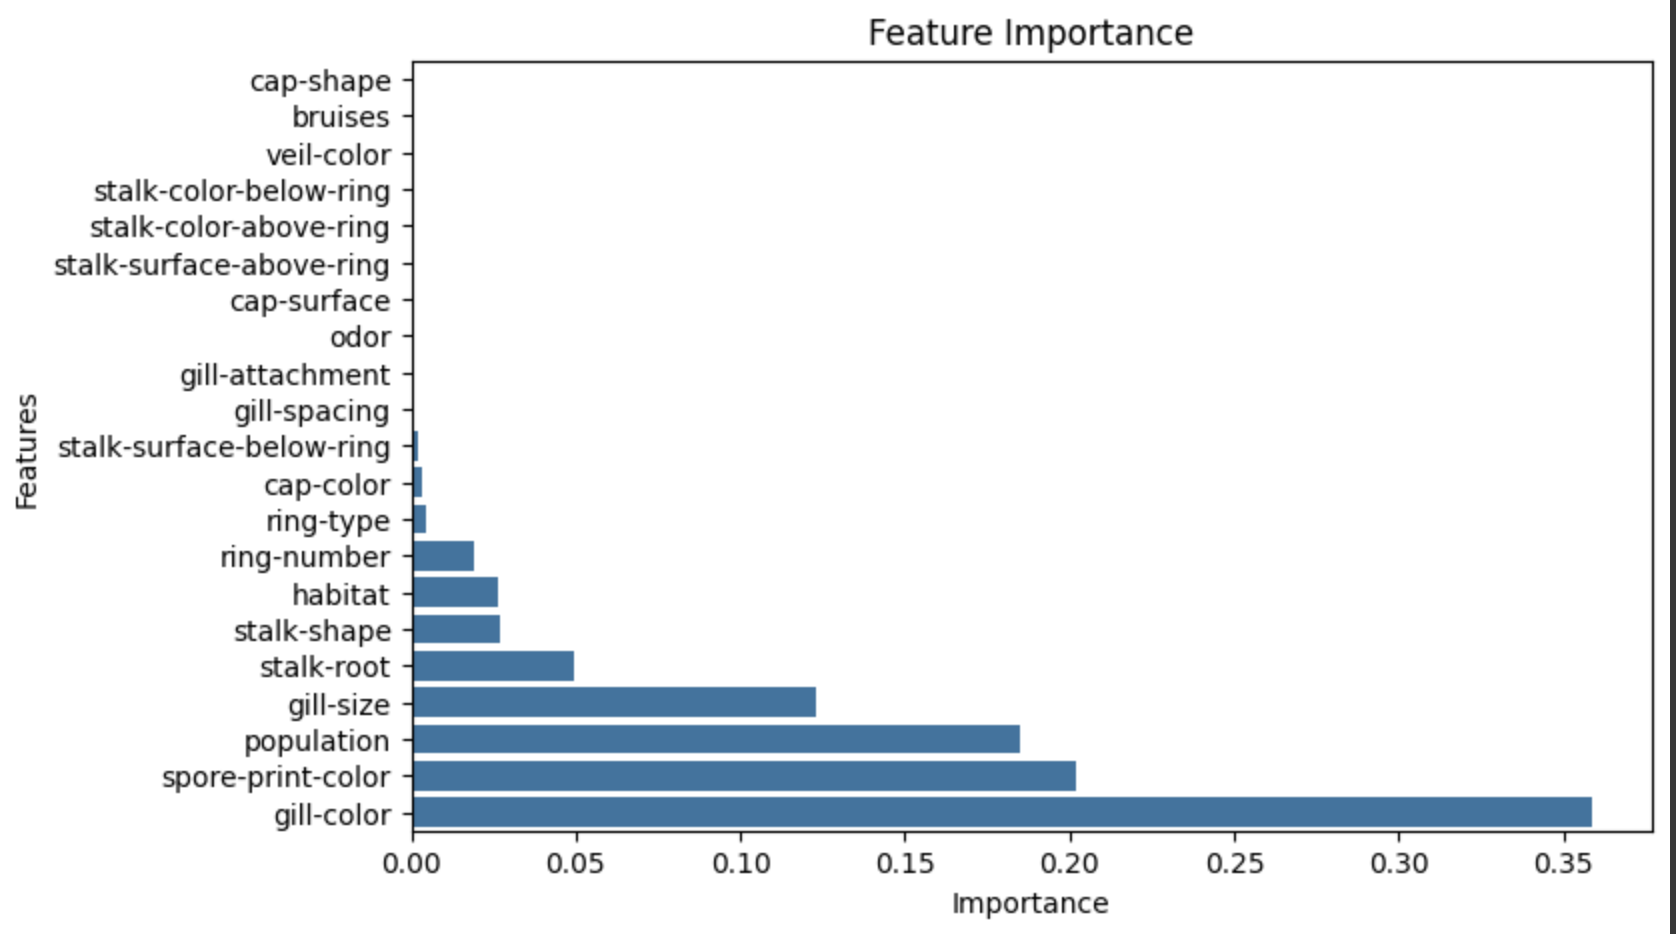 Feature Importance
Features
cap-shape
bruises
veil-color
stalk-color-below-ring
stalk-color-above-ring
stalk-surface-above-ring
cap-surface
odor
gill-attachment
gill-spacing
stalk-surface-below-ring
cap-color
ring-type
ring-number
habitat
stalk-shape
stalk-root
gill-size
population
spore-print-color
gill-color
0.00 0.05 0.10 0.15 0.20 0.25 0.30 0.35
Importance